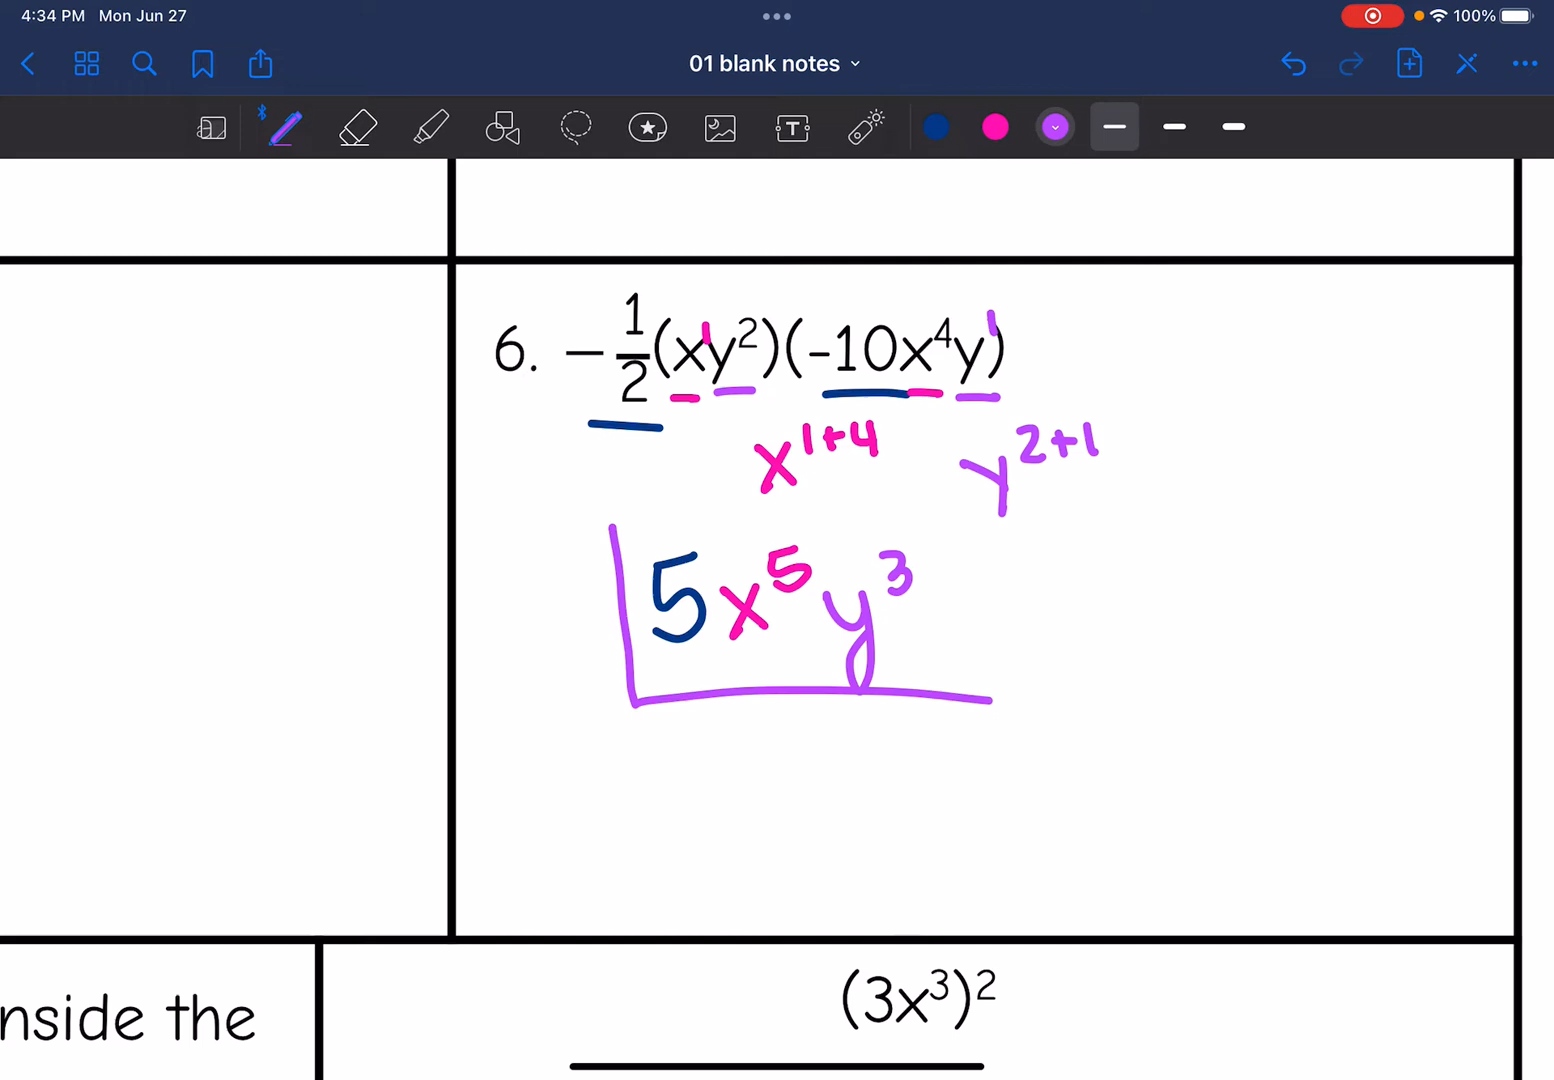 4:34 PM Mon Jun 27 100%
01 blank notes
T
6. −1/2(x¹y²)(-10x⁴y¹)
x¹⁺⁴ y²⁺¹
5x⁵y³
nside the
(3x³)²